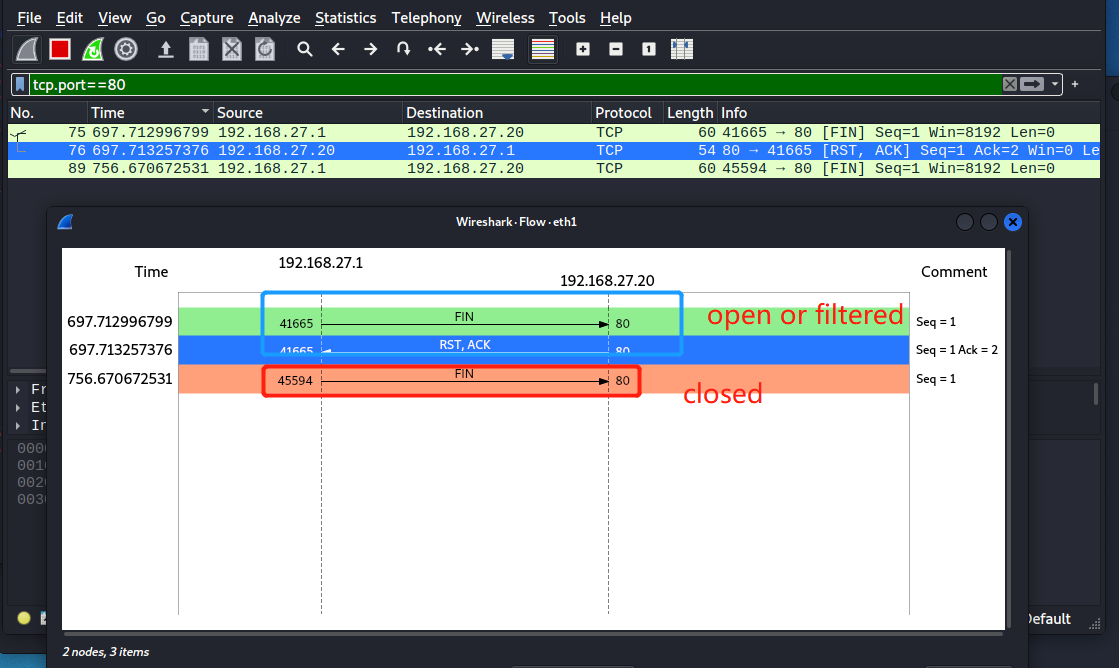 File Edit View Go Capture Analyze Statistics Telephony Wireless Tools Help
tcp.port==80
No. Time Source Destination Protocol Length Info
75 697.712996799 192.168.27.1 192.168.27.20 TCP 60 41665 → 80 [FIN] Seq=1 Win=8192 Len=0
76 697.713257376 192.168.27.20 192.168.27.1 TCP 54 80 → 41665 [RST, ACK] Seq=1 Ack=2 Win=0 Le
89 756.670672531 192.168.27.1 192.168.27.20 TCP 60 45594 → 80 [FIN] Seq=1 Win=8192 Len=0
Wireshark · Flow · eth1
192.168.27.1
Time 192.168.27.20 Comment
697.712996799 41665 FIN 80 open or filtered Seq = 1
697.713257376 41665 RST, ACK 80 Seq = 1 Ack = 2
756.670672531 45594 FIN 80 Seq = 1
closed
Fr
Et
In
0000
0010
0020
0030
Default
2 nodes, 3 items